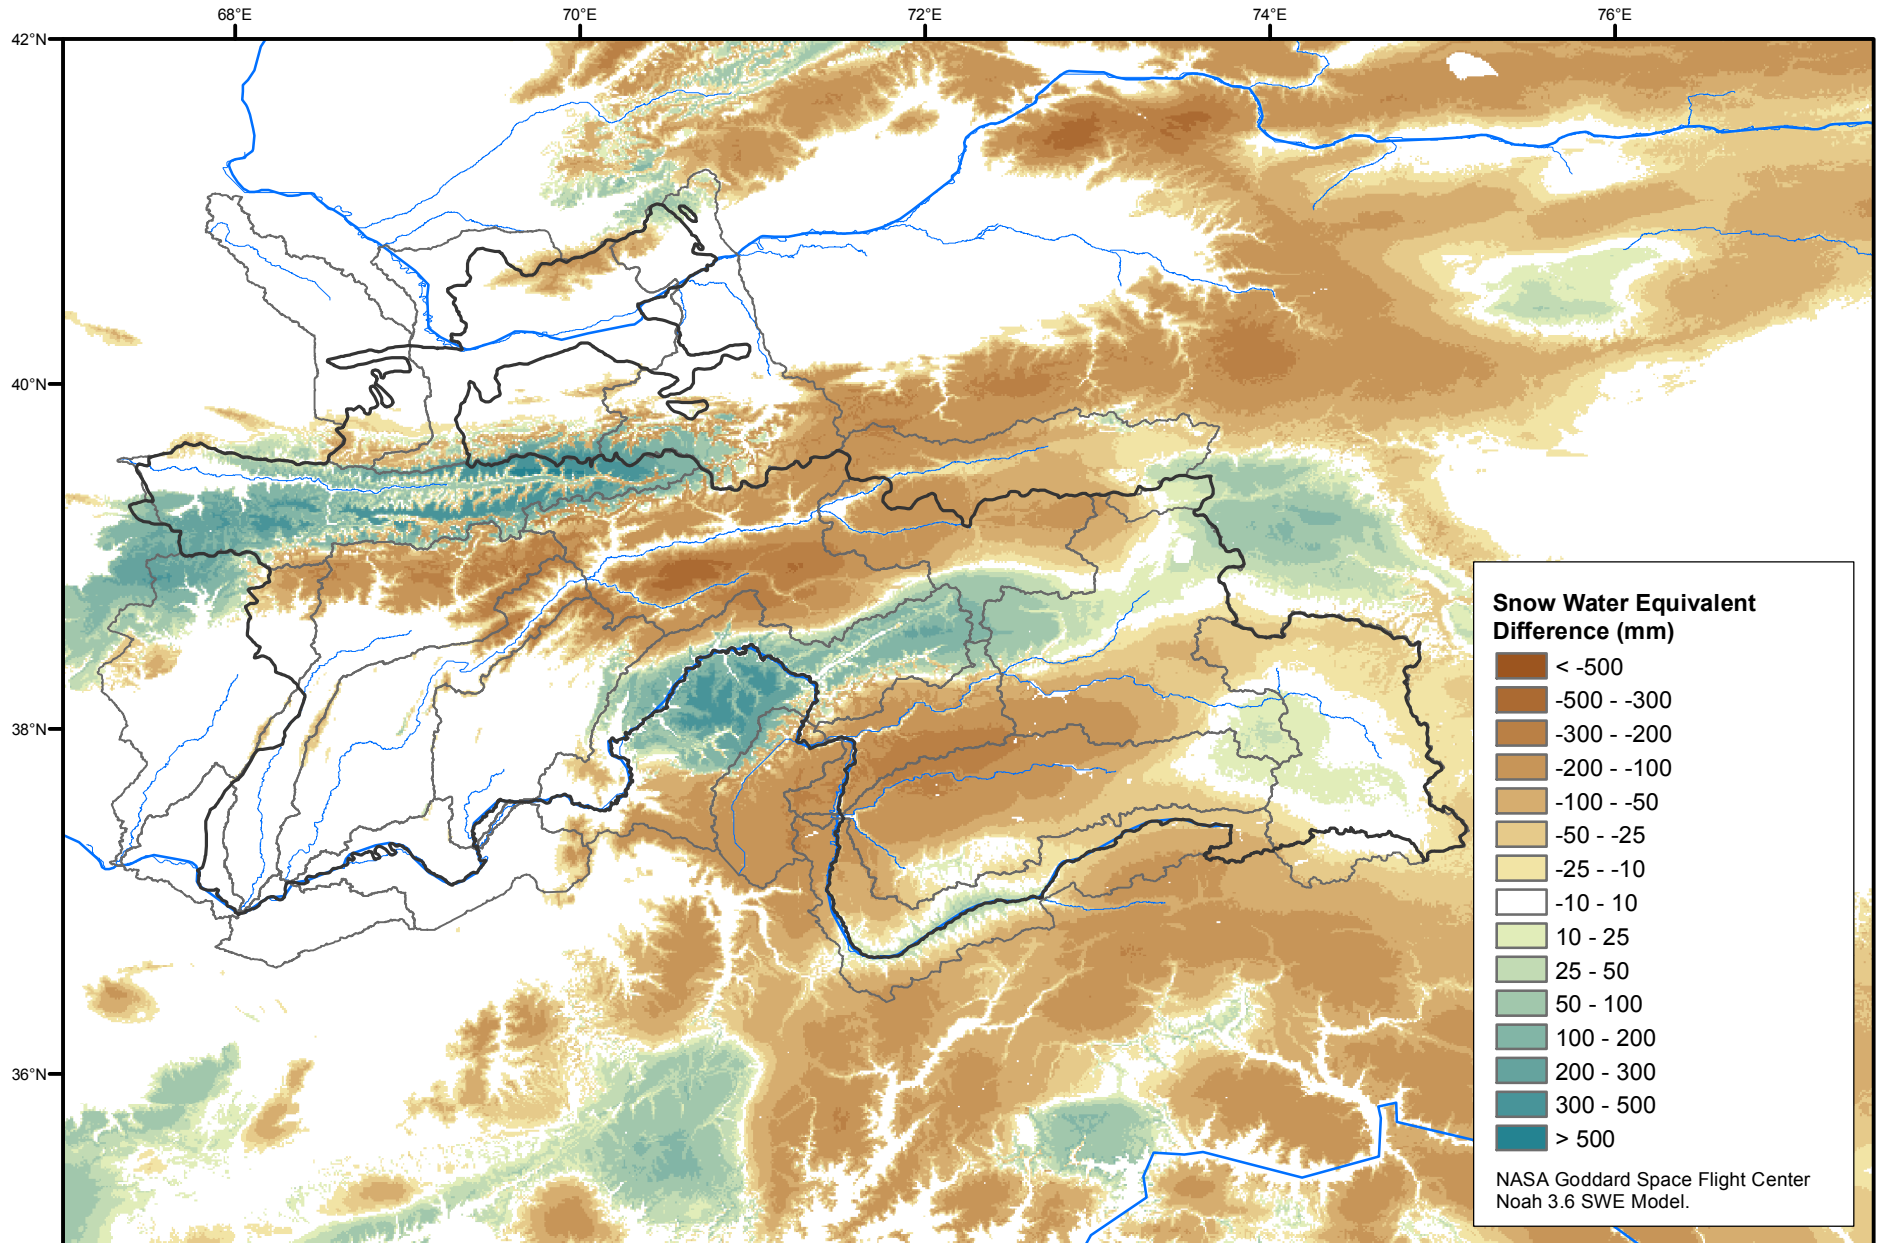 68°E 70°E 72°E 74°E 76°E
42°N
40°N
38°N
36°N
Snow Water Equivalent
Difference (mm)
< -500
-500 - -300
-300 - -200
-200 - -100
-100 - -50
-50 - -25
-25 - -10
-10 - 10
10 - 25
25 - 50
50 - 100
100 - 200
200 - 300
300 - 500
> 500
NASA Goddard Space Flight Center
Noah 3.6 SWE Model.